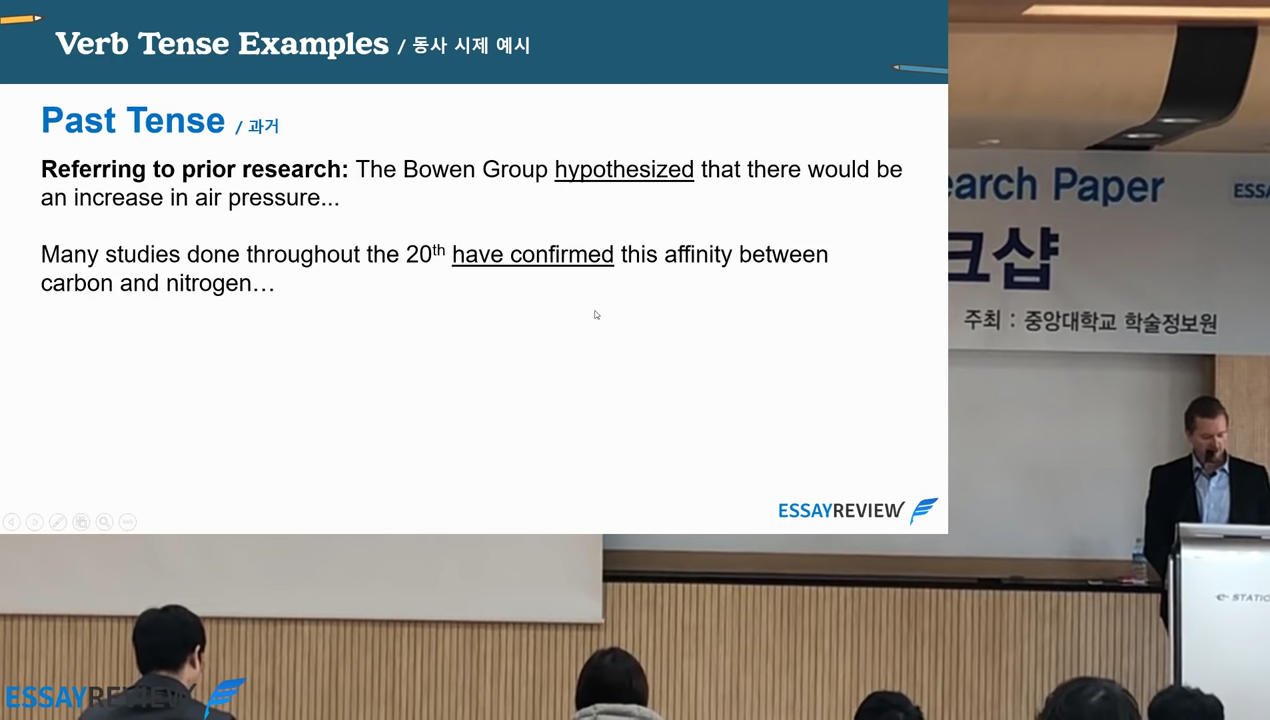 Verb Tense Examples / 동사 시제 예시
Past Tense / 과거
Referring to prior research: The Bowen Group hypothesized that there would be
an increase in air pressure...
Many studies done throughout the 20th have confirmed this affinity between
carbon and nitrogen…
ESSAYREVIEW
earch Paper
ESSA
크샵
주최 : 중앙대학교 학술정보원
STATIO
ESSAYREVIEW